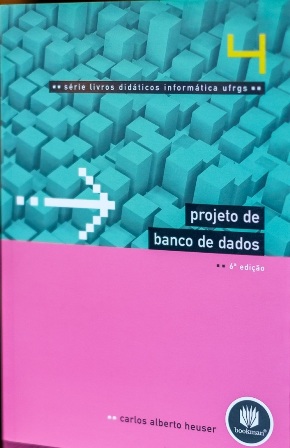 4
série livros didáticos informática ufrgs
projeto de
banco de dados
6ª edição
carlos alberto heuser
bookman®